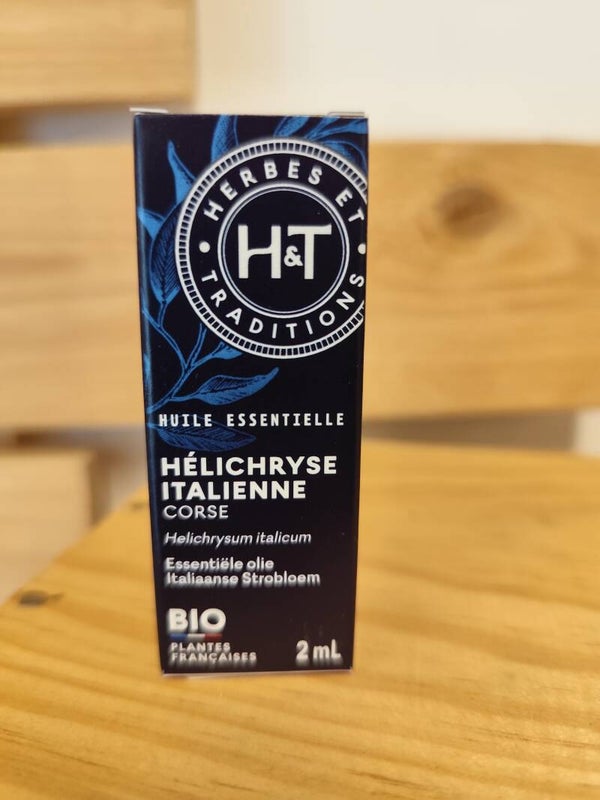 HERBES ET
TRADITIONS
H&T
HUILE ESSENTIELLE
HÉLICHRYSE
ITALIENNE
CORSE
Helichrysum italicum
Essentiële olie
Italiaanse Strobloem
BIO
PLANTES
FRANÇAISES
2 mL